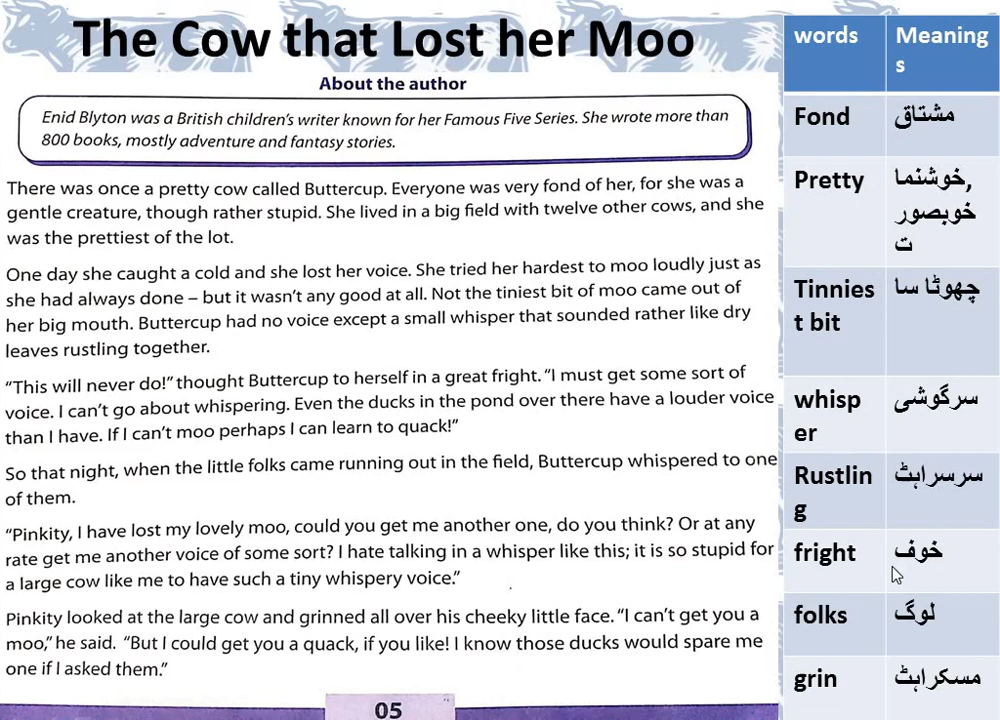 The Cow that Lost her Moo
About the author
Enid Blyton was a British children's writer known for her Famous Five Series. She wrote more than
800 books, mostly adventure and fantasy stories.
There was once a pretty cow called Buttercup. Everyone was very fond of her, for she was a
gentle creature, though rather stupid. She lived in a big field with twelve other cows, and she
was the prettiest of the lot.
One day she caught a cold and she lost her voice. She tried her hardest to moo loudly just as
she had always done – but it wasn't any good at all. Not the tiniest bit of moo came out of
her big mouth. Buttercup had no voice except a small whisper that sounded rather like dry
leaves rustling together.
"This will never do!" thought Buttercup to herself in a great fright. "I must get some sort of
voice. I can't go about whispering. Even the ducks in the pond over there have a louder voice
than I have. If I can't moo perhaps I can learn to quack!"
So that night, when the little folks came running out in the field, Buttercup whispered to one
of them.
"Pinkity, I have lost my lovely moo, could you get me another one, do you think? Or at any
rate get me another voice of some sort? I hate talking in a whisper like this; it is so stupid for
a large cow like me to have such a tiny whispery voice."
Pinkity looked at the large cow and grinned all over his cheeky little face. "I can't get you a
moo," he said. "But I could get you a quack, if you like! I know those ducks would spare me
one if I asked them."
05
words
Meaning
s
Fond
مشتاق
Pretty
خوشنما,
خوبصور
ت
Tinnies
t bit
چھوٹا سا
whisp
er
سرگوشی
Rustlin
g
سرسراہٹ
fright
خوف
folks
لوگ
grin
مسکراہٹ